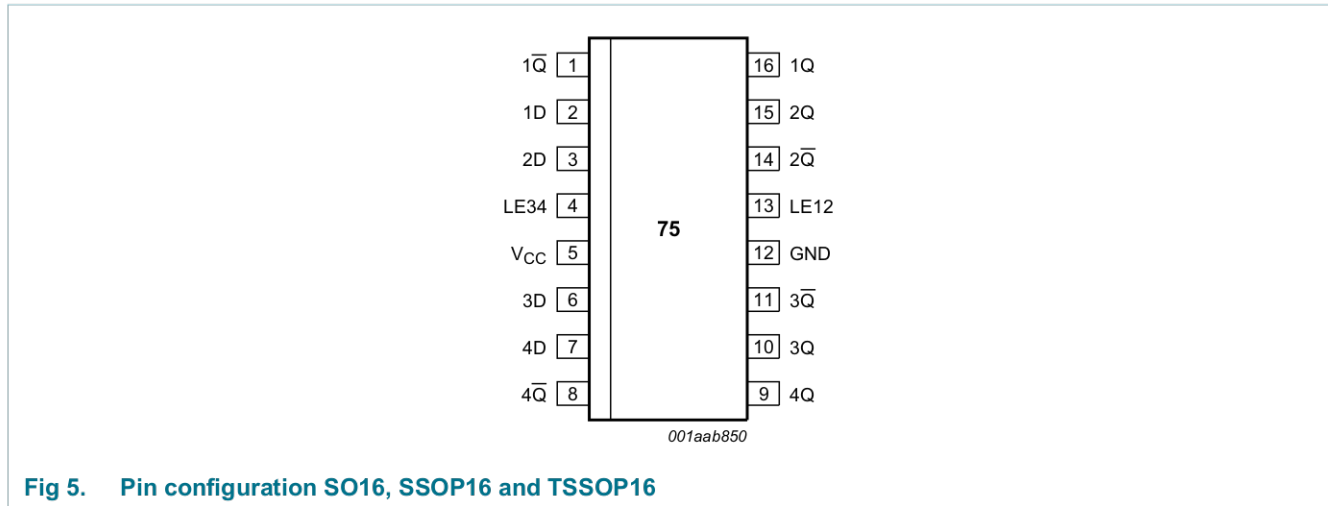 1Q̅ 1 16 1Q
1D 2 15 2Q
2D 3 14 2Q̅
LE34 4 13 LE12
75
VCC 5 12 GND
3D 6 11 3Q̅
4D 7 10 3Q
4Q̅ 8 9 4Q
001aab850
Fig 5. Pin configuration SO16, SSOP16 and TSSOP16